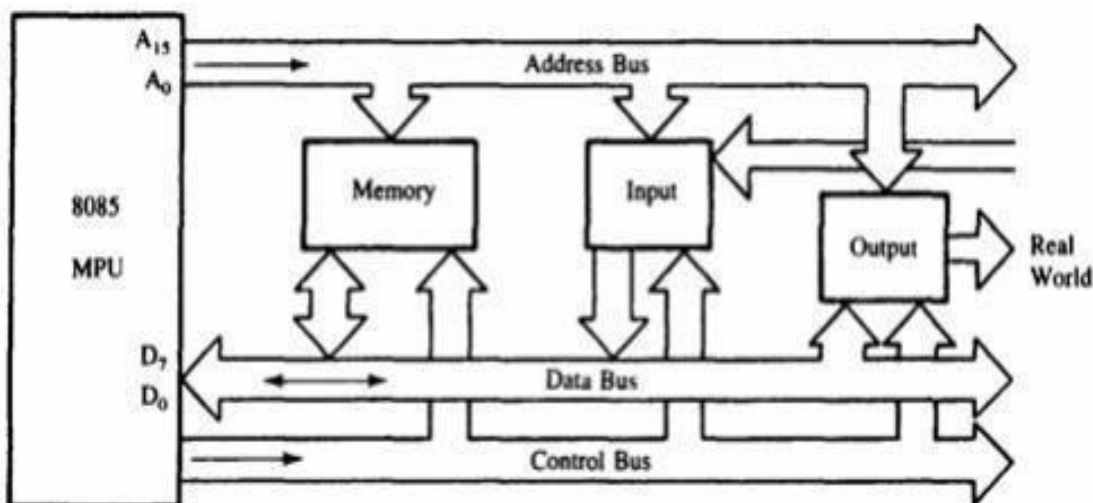 A15
Address Bus
A0
Memory
Input
8085
MPU
Output
Real
World
D7
Data Bus
D0
Control Bus